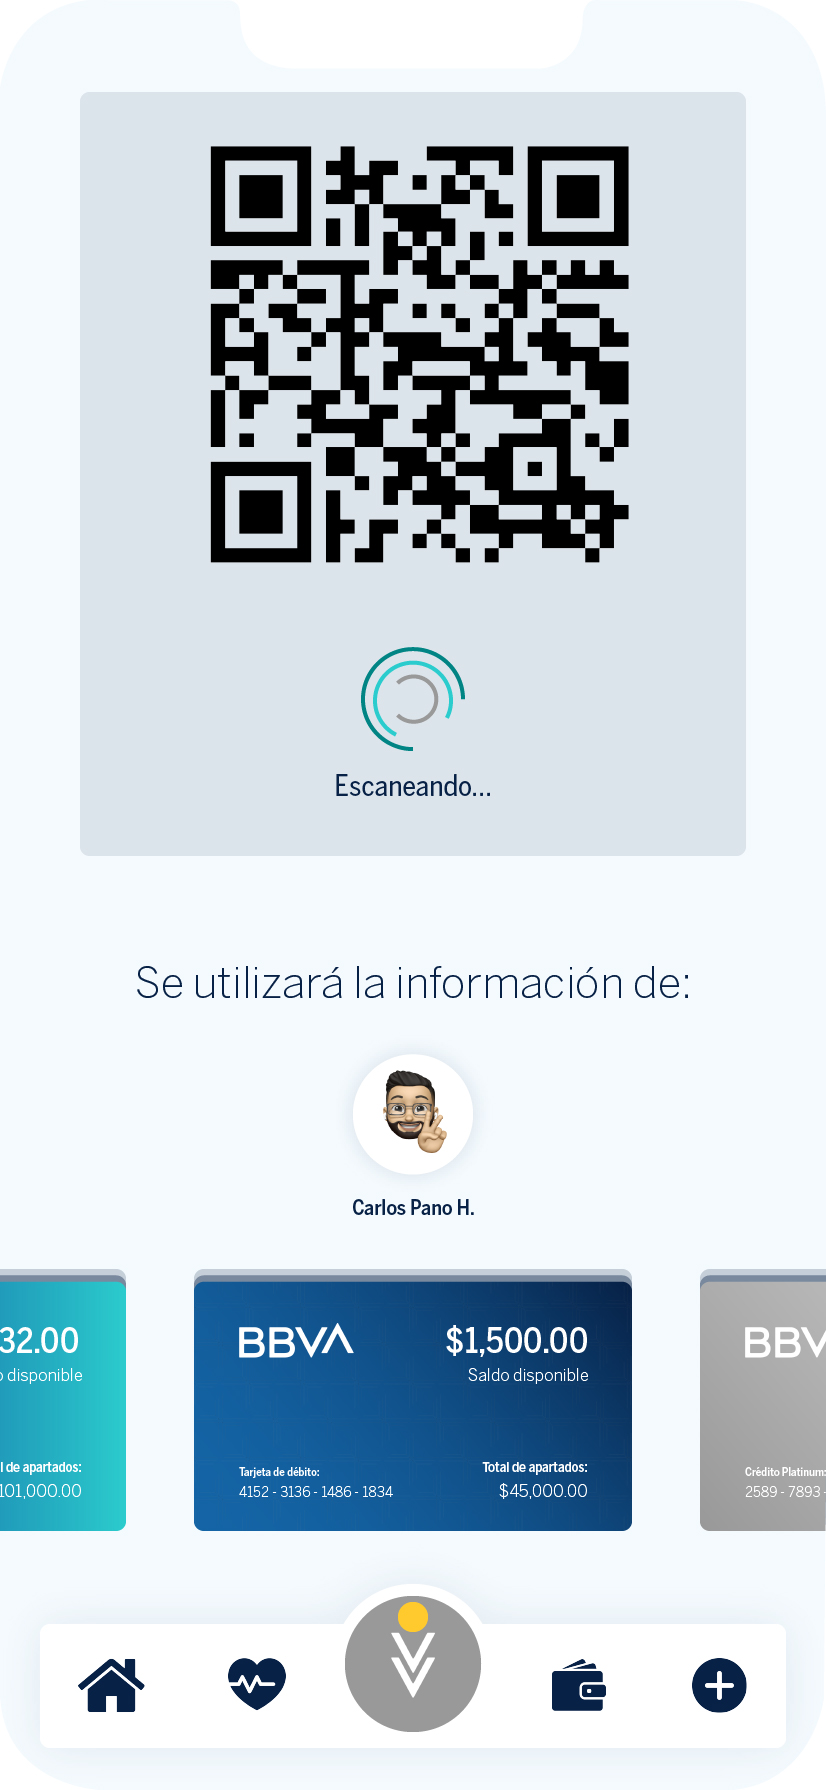 Escaneando...
Se utilizará la información de:
Carlos Pano H.
32.00
disponible
de apartados:
101,000.00
BBVA
$1,500.00
Saldo disponible
Tarjeta de débito:
4152 - 3136 - 1486 - 1834
Total de apartados:
$45,000.00
BBV
Crédito Platinum:
2589 - 7893 -